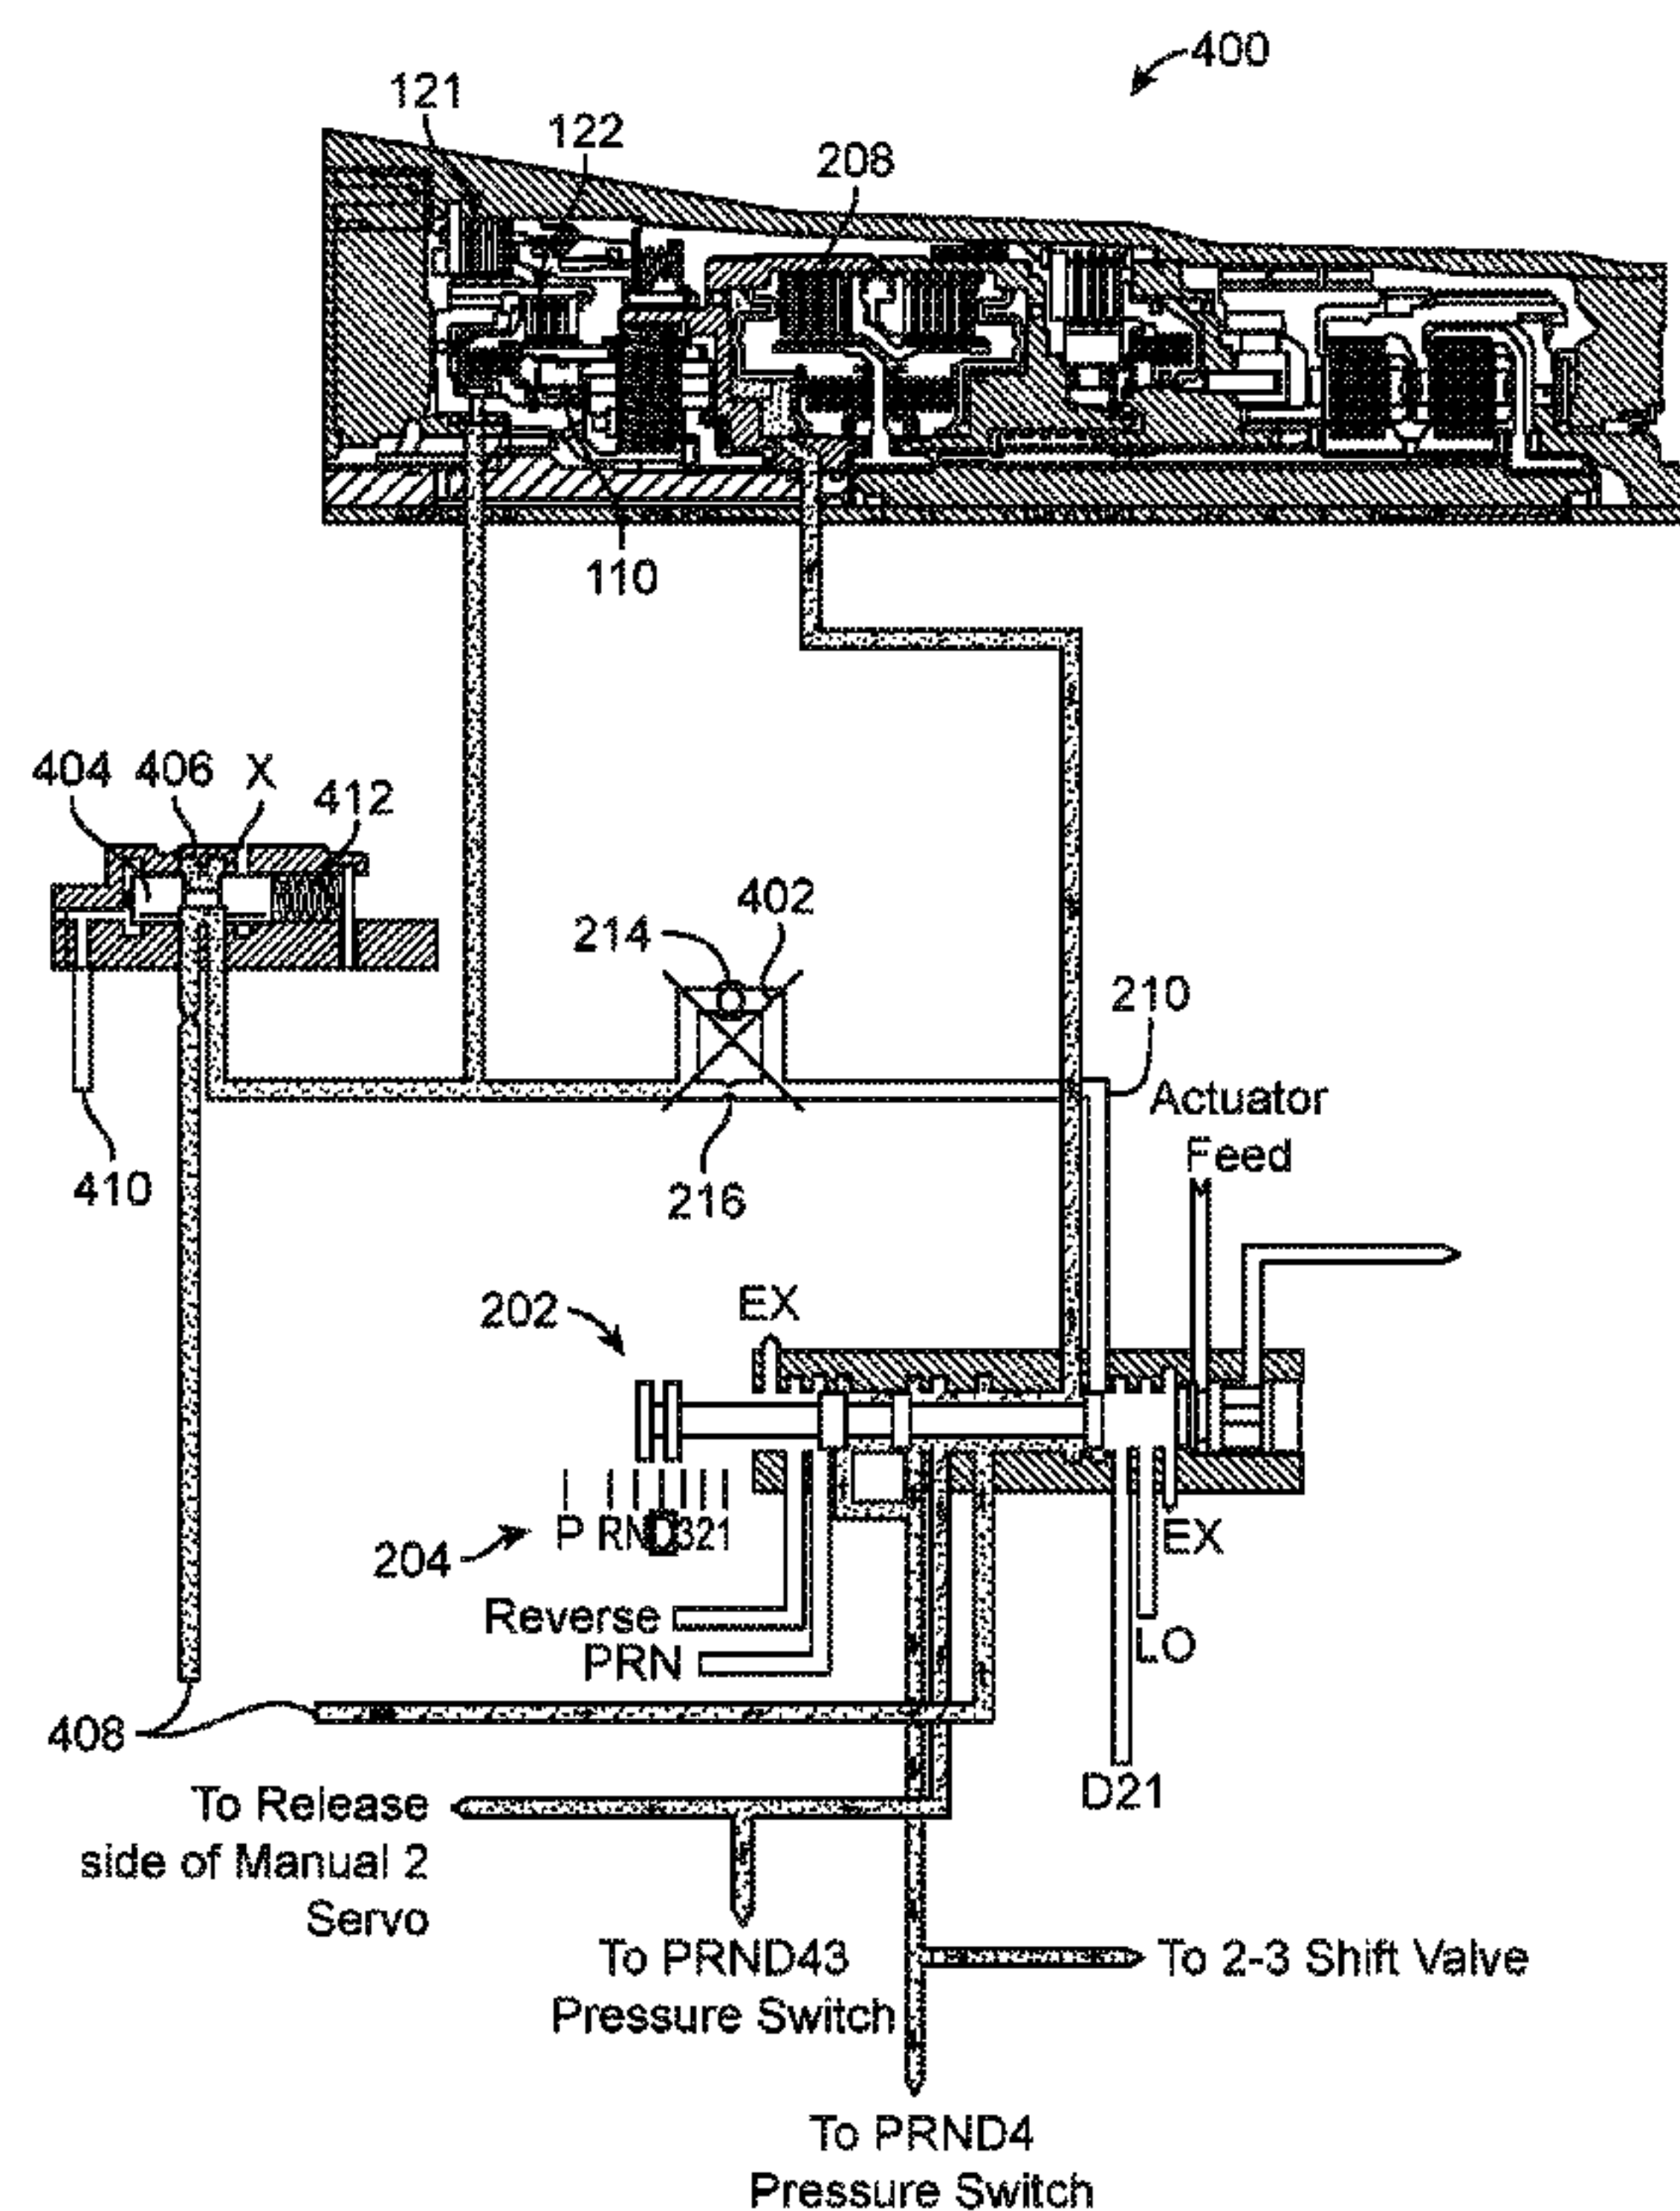 400
121
122
208
110
404 406 X
412
402
214
210
Actuator
Feed
410
216
EX
202
P RND321
204
EX
Reverse
PRN
LO
408
D21
To Release
side of Manual 2
Servo
To PRND43
Pressure Switch
To 2-3 Shift Valve
To PRND4
Pressure Switch